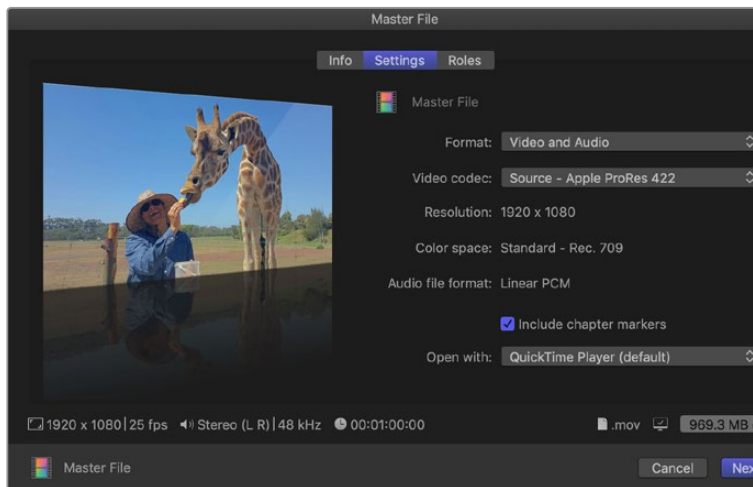 Master File
Info Settings Roles
Master File
Format: Video and Audio
Video codec: Source - Apple ProRes 422
Resolution: 1920 x 1080
Color space: Standard - Rec. 709
Audio file format: Linear PCM
Include chapter markers
Open with: QuickTime Player (default)
1920 x 1080 | 25 fps Stereo (L R) | 48 kHz 00:01:00:00 .mov 969.3 MB
Master File Cancel Nex